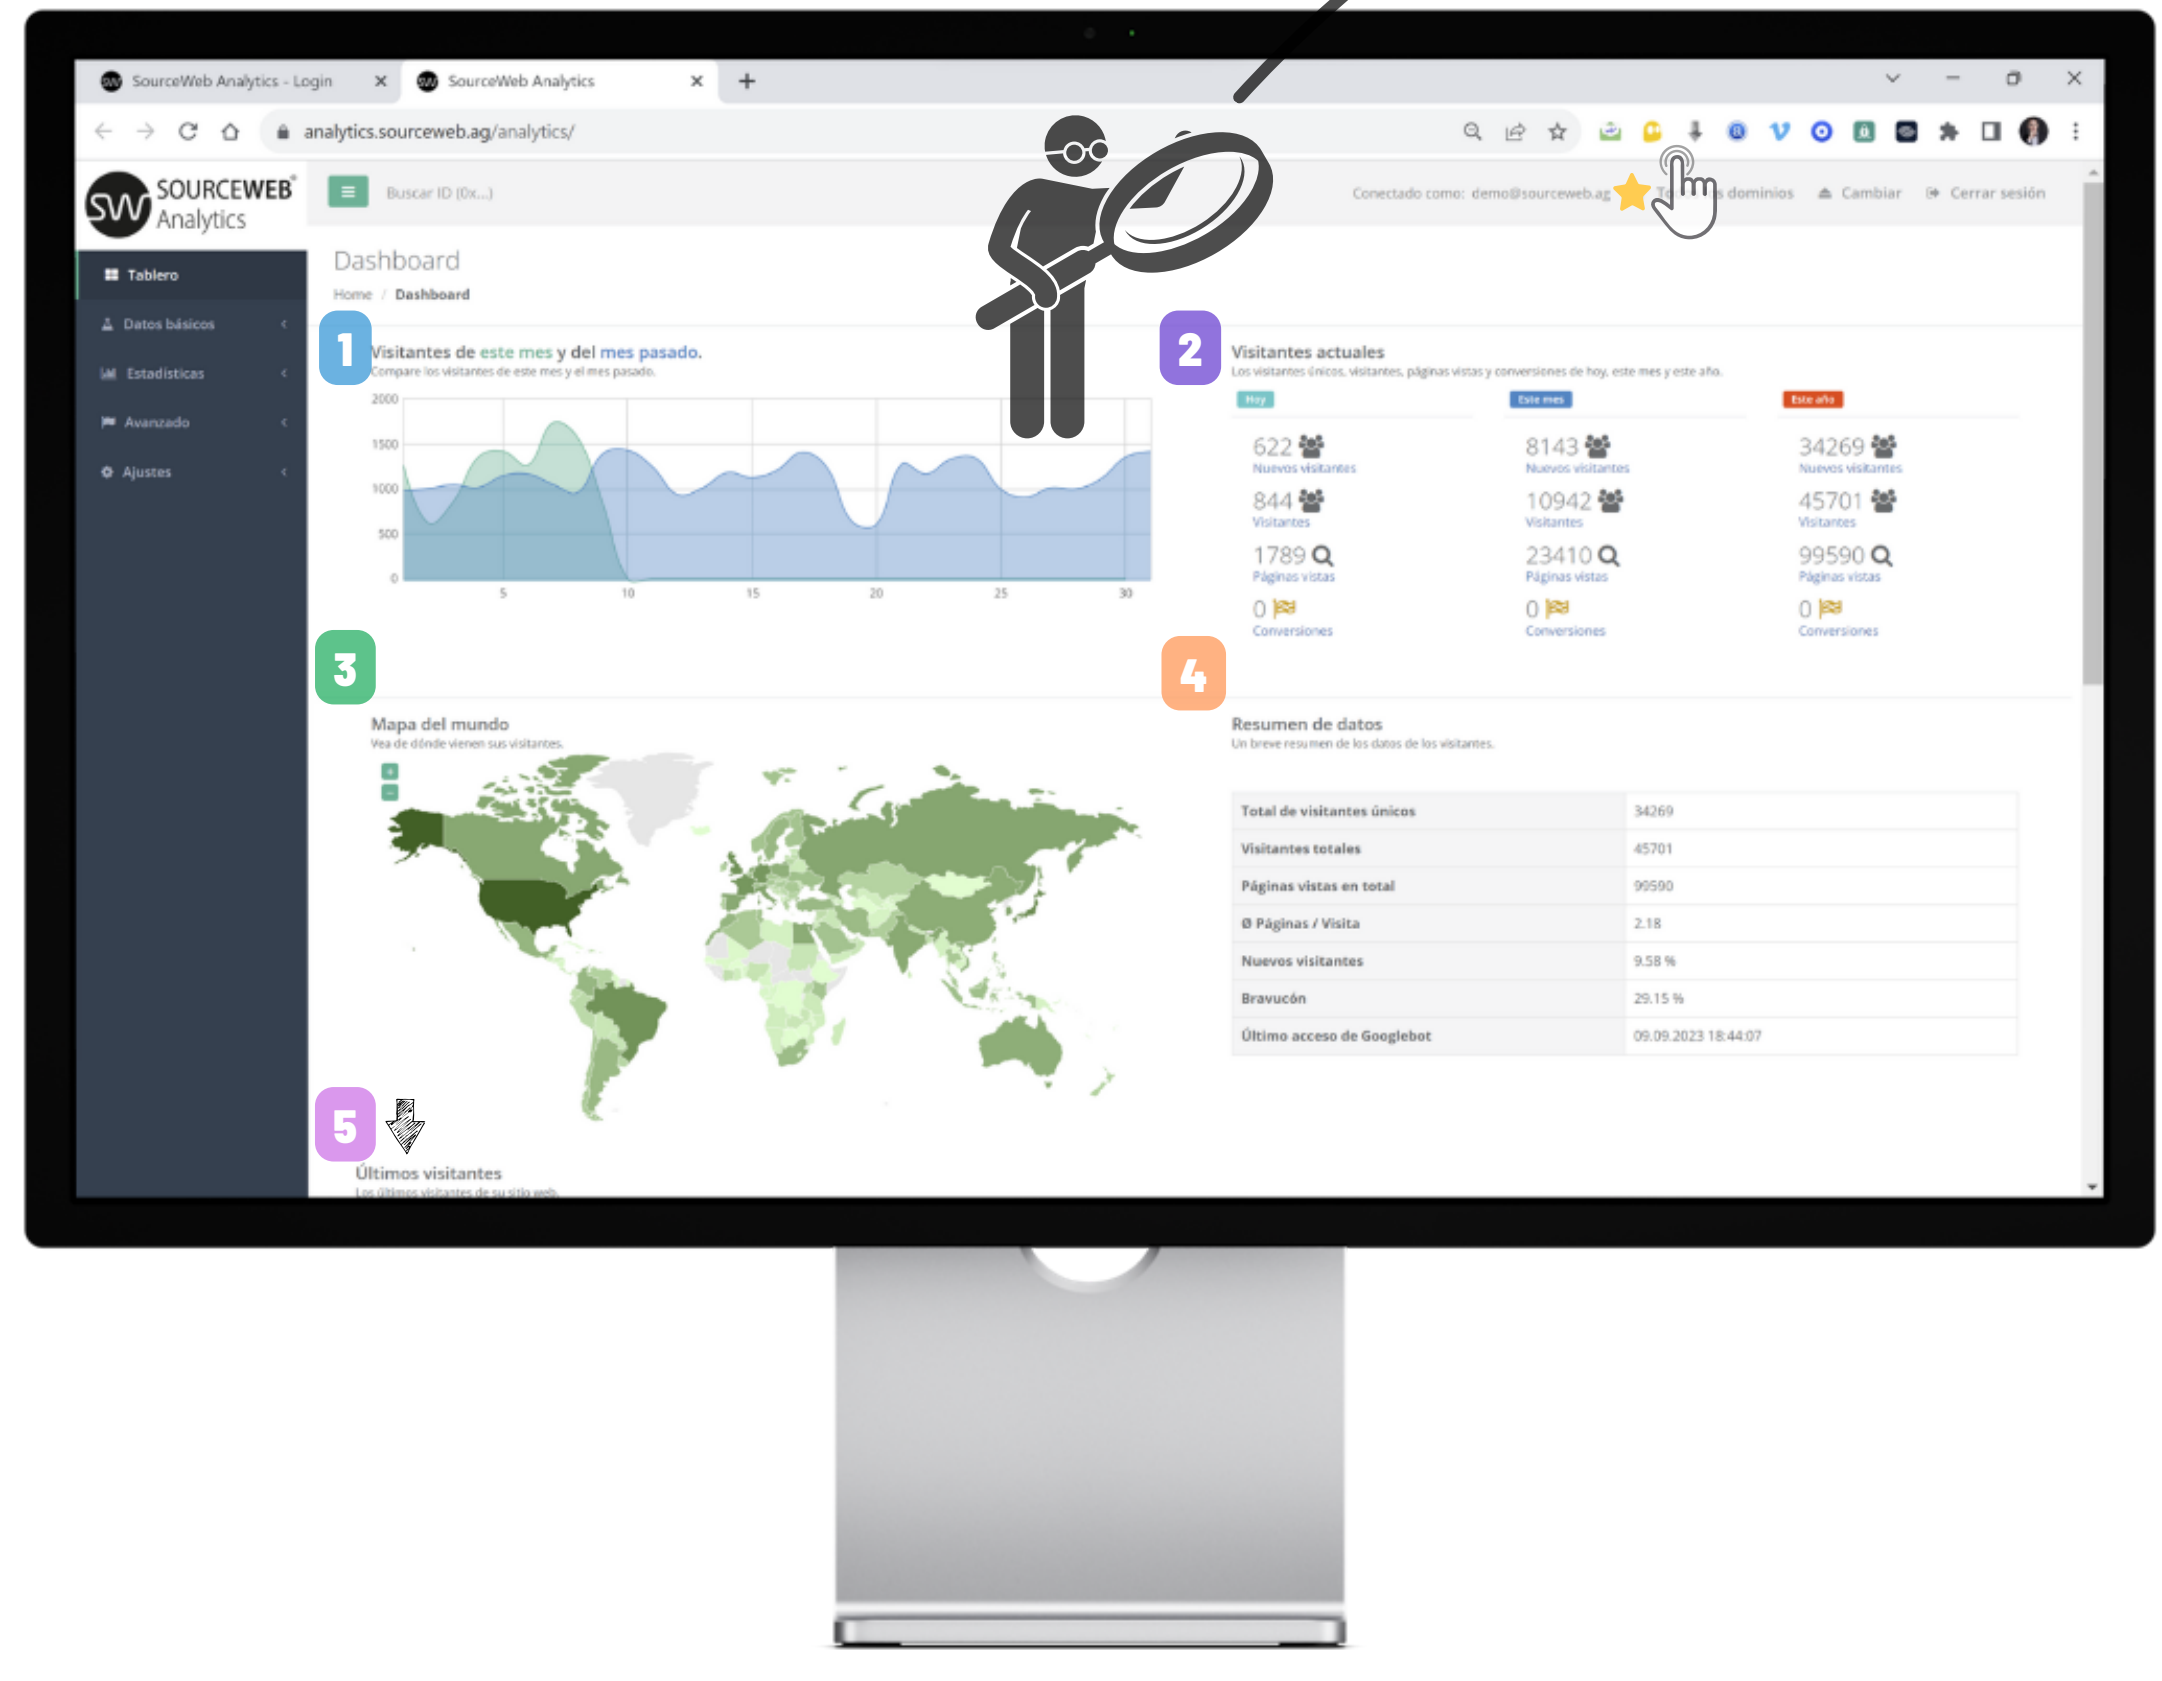 SourceWeb Analytics - Login
SourceWeb Analytics
analytics.sourceweb.ag/analytics/
SW SOURCEWEB®
Analytics
Buscar ID (0x...)
Conectado como: demo@sourceweb.ag
dominios
Cambiar
Cerrar sesión
Tablero
Datos básicos
Estadísticas
Avanzado
Ajustes
Dashboard
Home / Dashboard
1
Visitantes de este mes y del mes pasado.
Compare los visitantes de este mes y el mes pasado.
2000
1500
1000
500
0
5 10 15 20 25 30
2
Visitantes actuales
Los visitantes únicos, visitantes, páginas vistas y conversiones de hoy, este mes y este año.
Hoy Este mes Este año
622 8143 34269
Nuevos visitantes Nuevos visitantes Nuevos visitantes
844 10942 45701
Visitantes Visitantes Visitantes
1789 23410 99590
Páginas vistas Páginas vistas Páginas vistas
0 0 0
Conversiones Conversiones Conversiones
3
Mapa del mundo
Vea de dónde vienen sus visitantes.
+
−
4
Resumen de datos
Un breve resumen de los datos de los visitantes.
Total de visitantes únicos 34269
Visitantes totales 45701
Páginas vistas en total 99590
Ø Páginas / Visita 2.18
Nuevos visitantes 9.58 %
Bravucón 29.15 %
Último acceso de Googlebot 09.09.2023 18:44:07
5
Últimos visitantes
Los últimos visitantes de su sitio web.